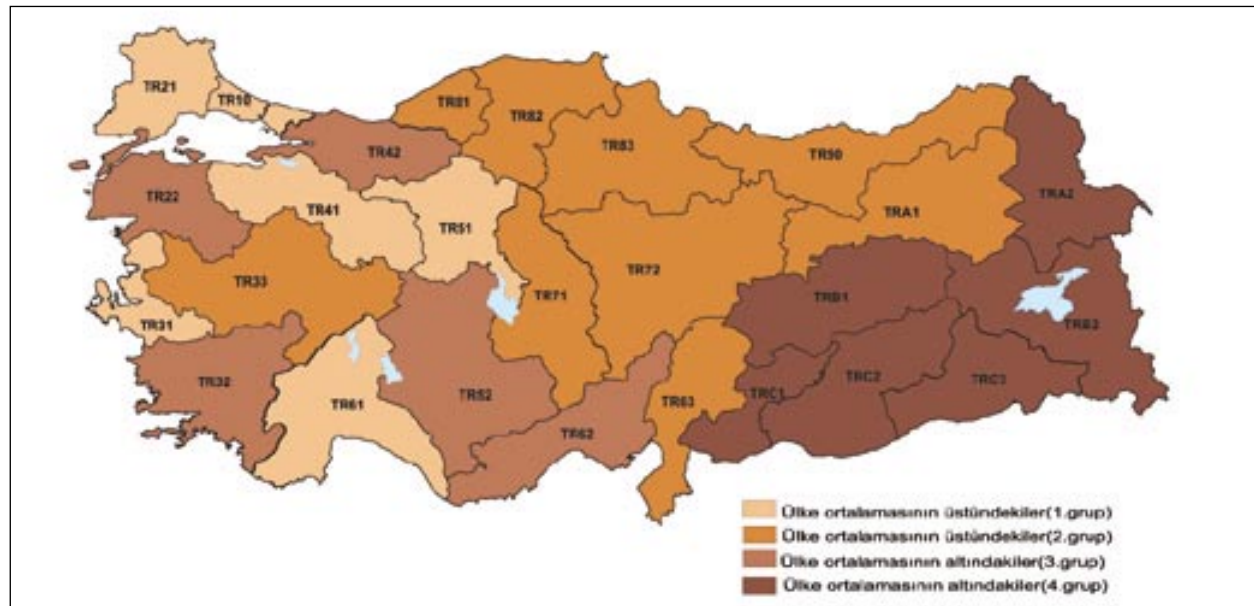 TR21
TR10
TR81
TR82
TR83
TR42
TR90
TRA2
TR22
TR41
TR51
TRA1
TR33
TR72
TR71
TRB1
TRB2
TR31
TR32
TR52
TR61
TR62
TR63
TRC1
TRC2
TRC3
Ülke ortalamasının üstündekiler(1.grup)
Ülke ortalamasının üstündekiler(2.grup)
Ülke ortalamasının altındakiler(3.grup)
Ülke ortalamasının altındakiler(4.grup)